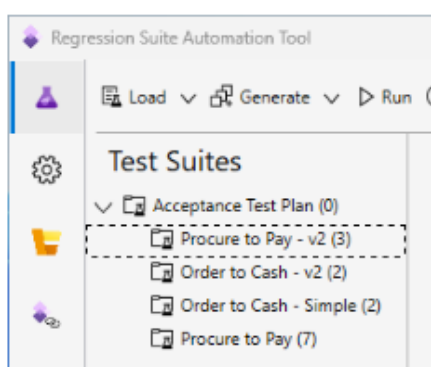 Regression Suite Automation Tool
Load Generate Run
Test Suites
Acceptance Test Plan (0)
Procure to Pay - v2 (3)
Order to Cash - v2 (2)
Order to Cash - Simple (2)
Procure to Pay (7)